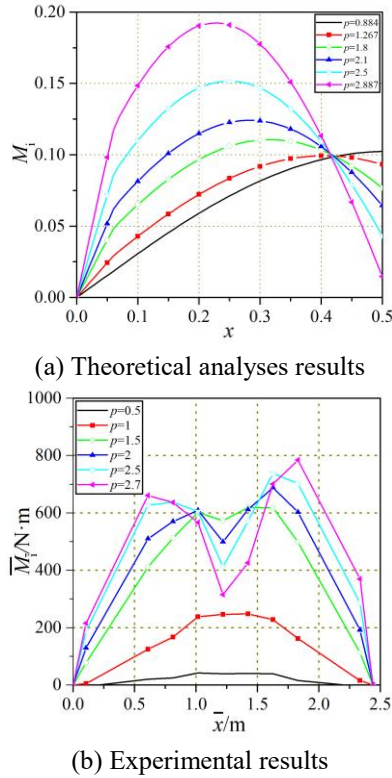 0.20
0.15
0.10
0.05
0.00
Mi
p=0.884
p=1.267
p=1.8
p=2.1
p=2.5
p=2.887
0.0 0.1 0.2 0.3 0.4 0.5
x
(a) Theoretical analyses results
1000
800
600
400
200
0
M̅i/N·m
p=0.5
p=1
p=1.5
p=2
p=2.5
p=2.7
0.0 0.5 1.0 1.5 2.0 2.5
x̅/m
(b) Experimental results